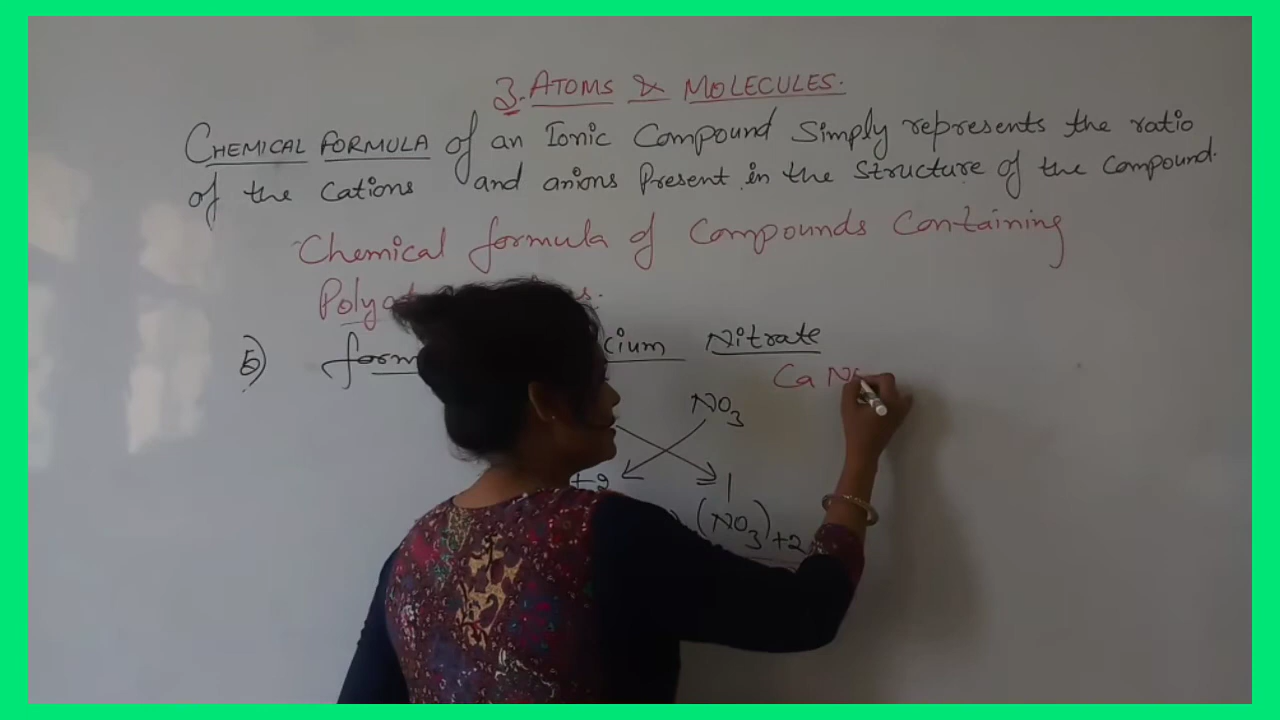 3. ATOMS & MOLECULES.
CHEMICAL FORMULA of an Ionic Compound Simply represents the ratio
of the Cations and anions Present in the Structure of the Compound.
Chemical formula of Compounds Containing
5) Nitrate
Ca
NO3
+2 1
(NO3)+2